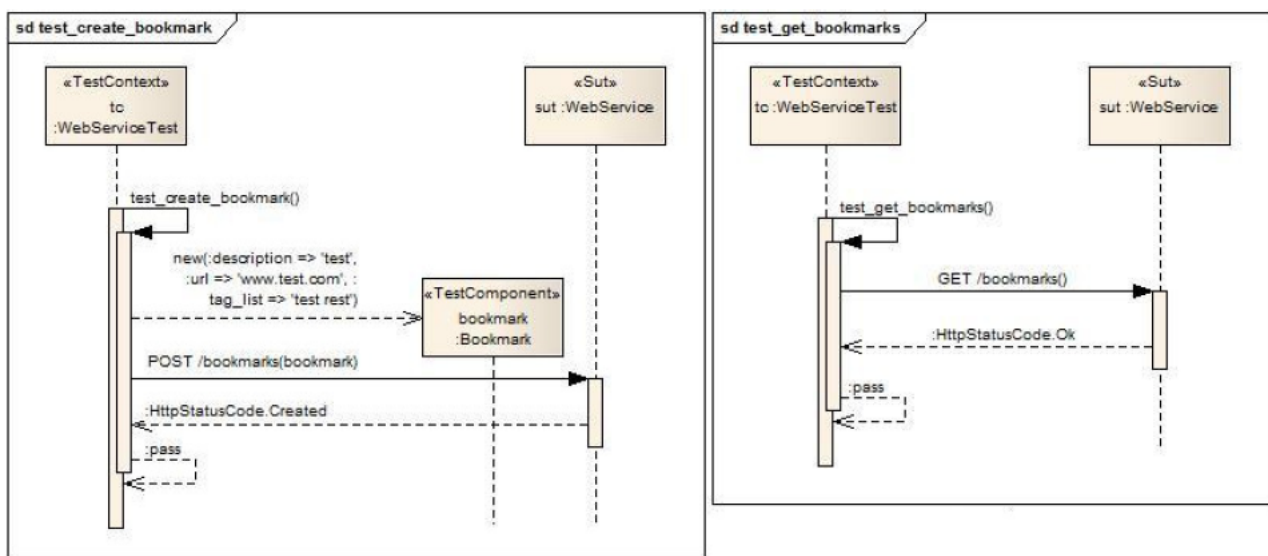 sd test_create_bookmark
«TestContext»
tc
:WebServiceTest
«Sut»
sut :WebService
test_create_bookmark()
new(:description => 'test',
:url => 'www.test.com', :
tag_list => 'test rest')
«TestComponent»
bookmark
:Bookmark
POST /bookmarks(bookmark)
:HttpStatusCode.Created
:pass
sd test_get_bookmarks
«TestContext»
tc :WebServiceTest
«Sut»
sut :WebService
test_get_bookmarks()
GET /bookmarks()
:HttpStatusCode.Ok
:pass